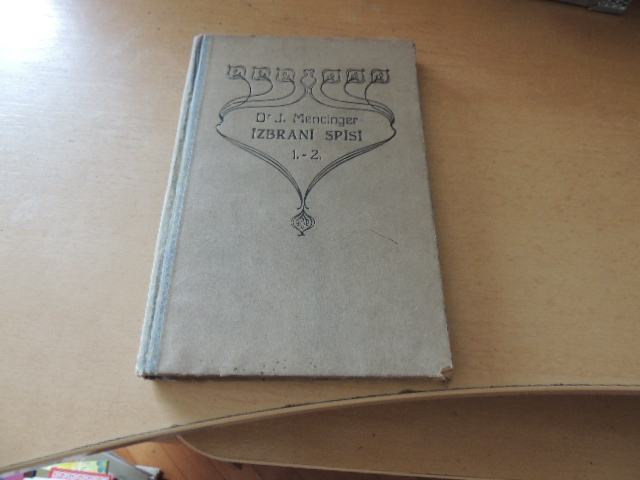 Dr J. Mencinger
IZBRANI SPISI
1.-2.